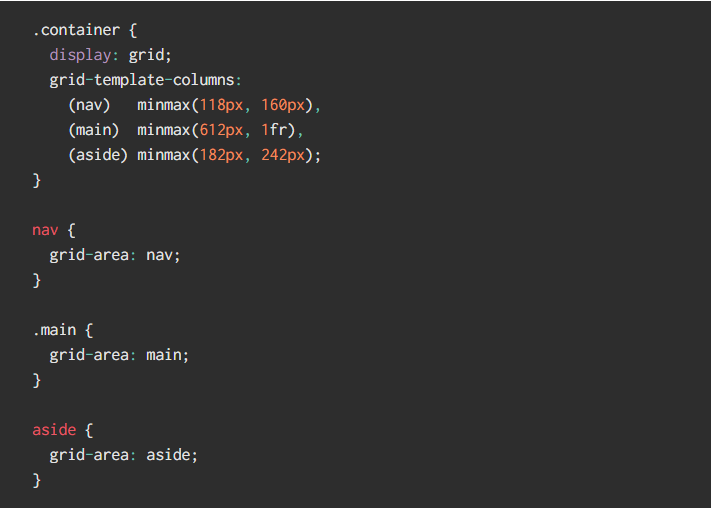 .container {
  display: grid;
  grid-template-columns:
    (nav)   minmax(118px, 160px),
    (main)  minmax(612px, 1fr),
    (aside) minmax(182px, 242px);
}

nav {
  grid-area: nav;
}

.main {
  grid-area: main;
}

aside {
  grid-area: aside;
}